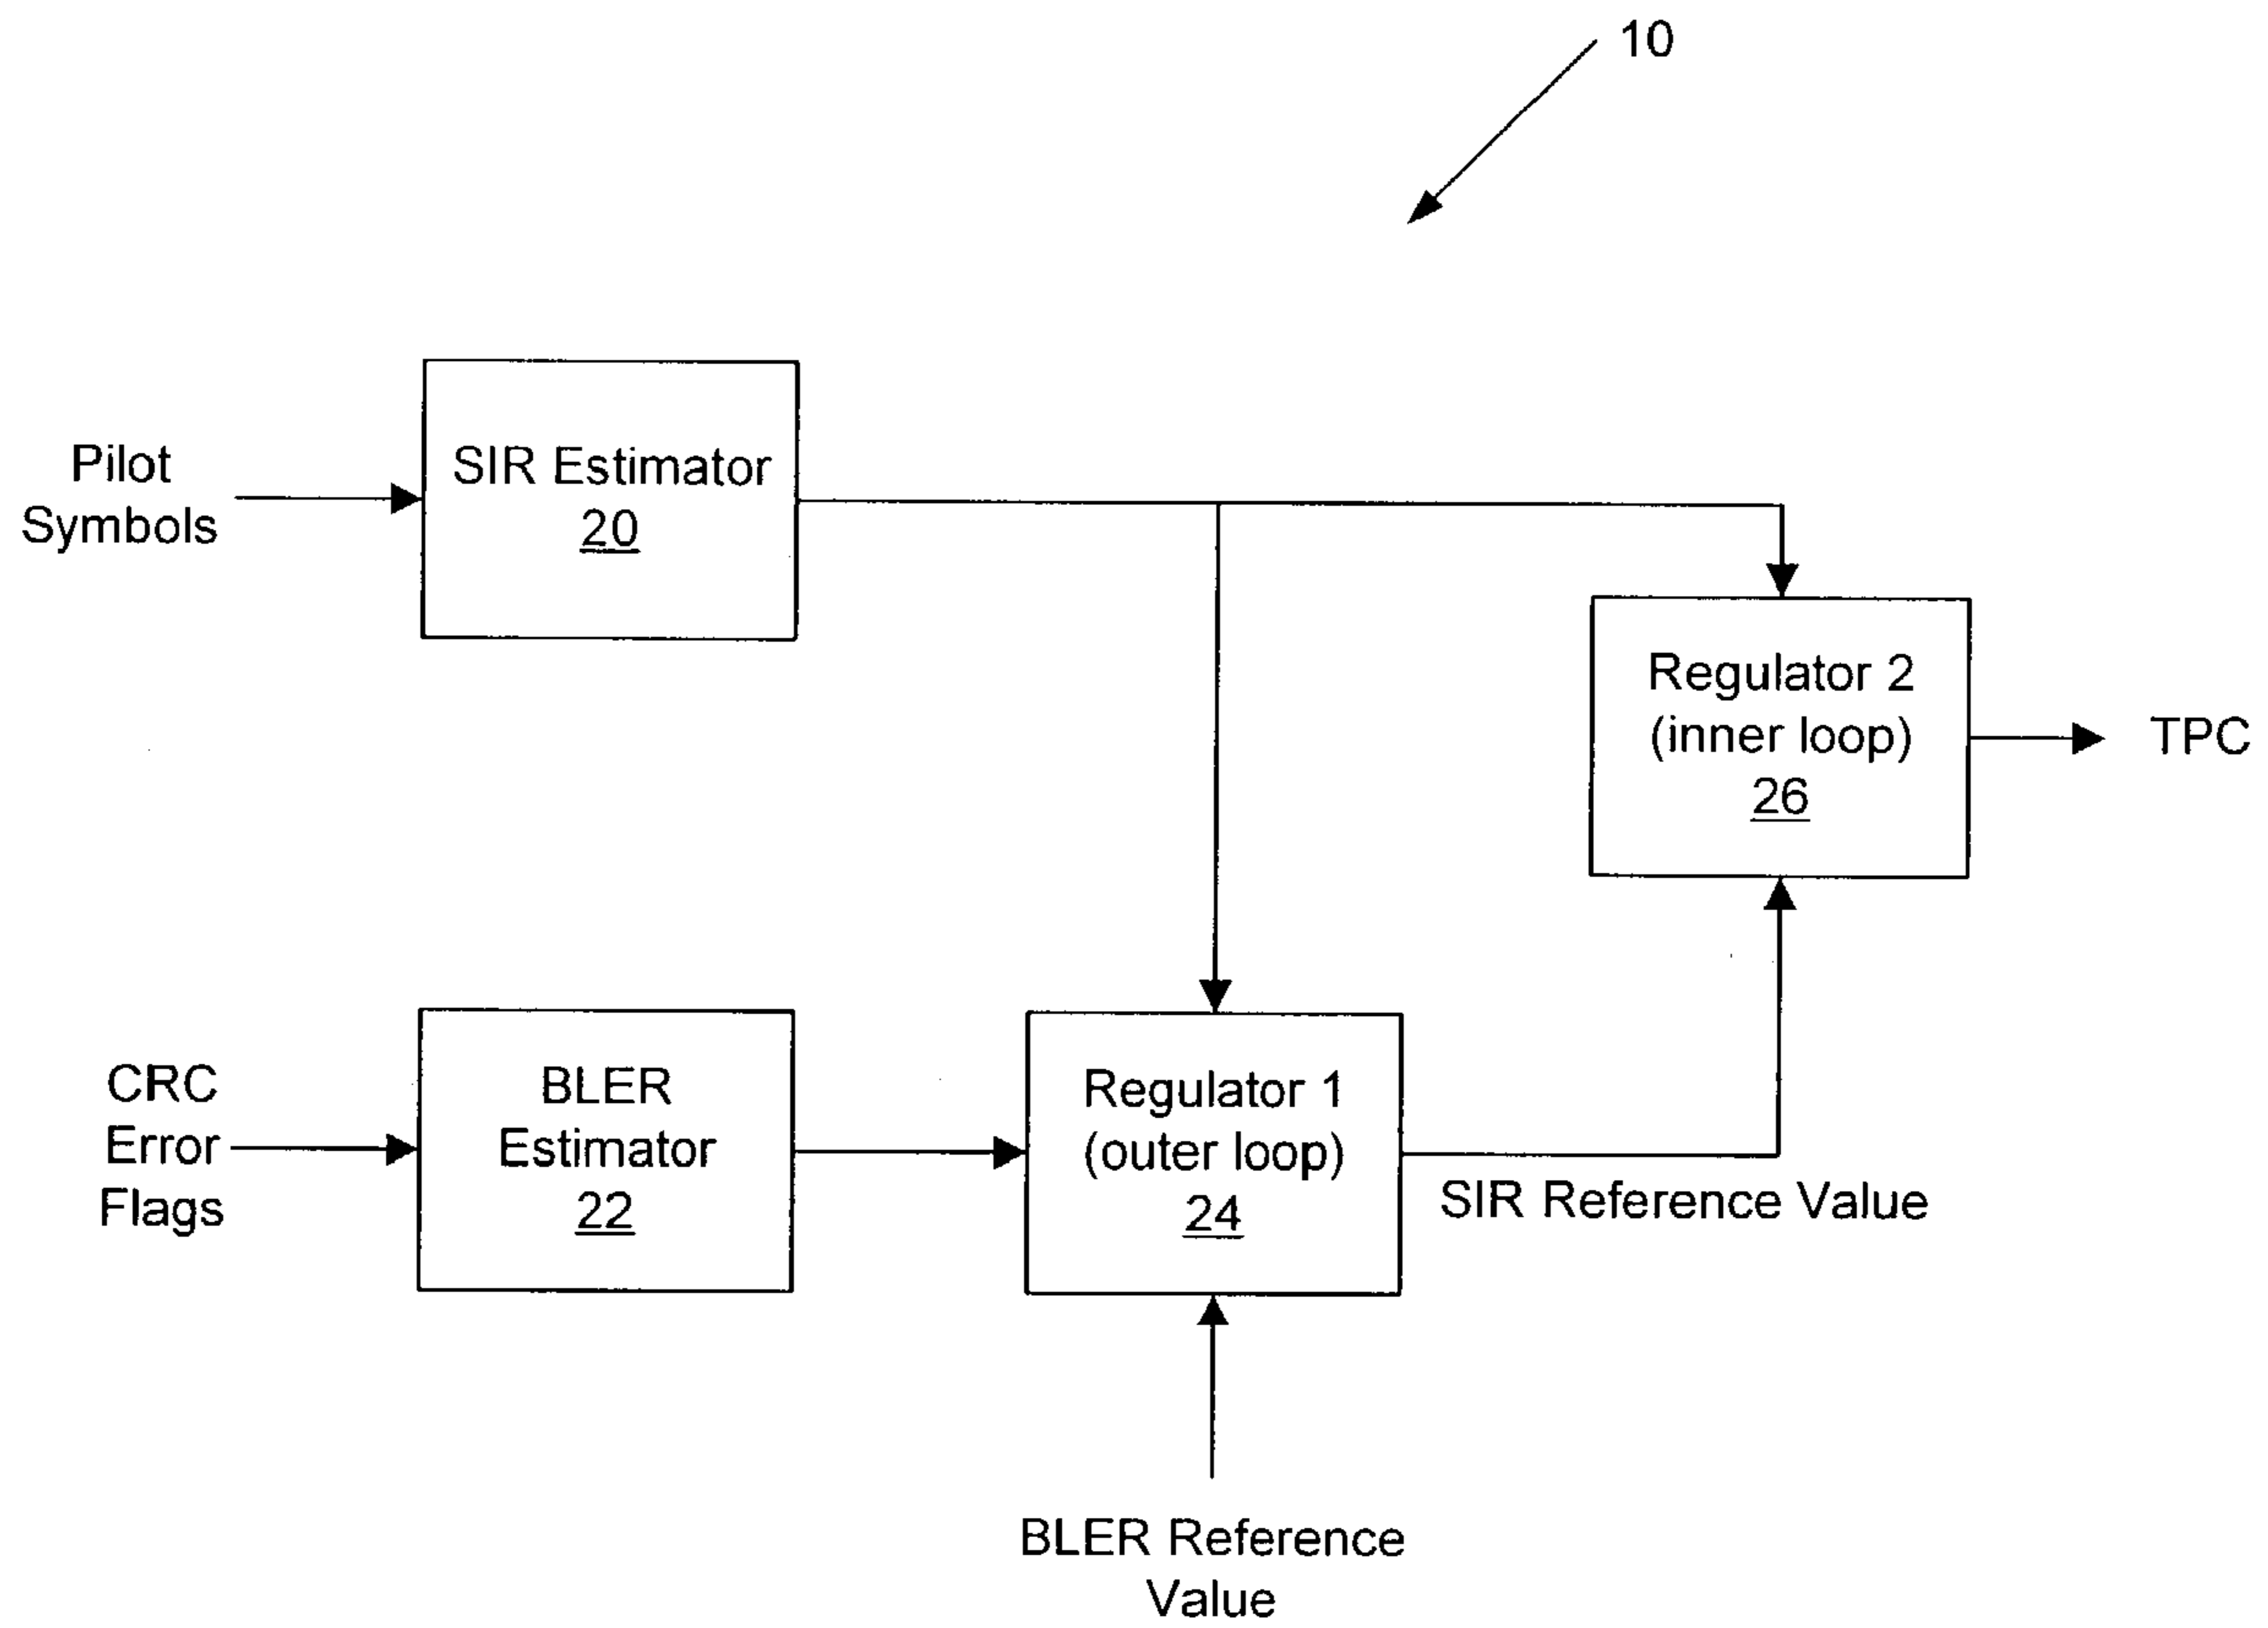 10
Pilot
Symbols
SIR Estimator
20
Regulator 2
(inner loop)
26
TPC
CRC
Error
Flags
BLER
Estimator
22
Regulator 1
(outer loop)
24
SIR Reference Value
BLER Reference
Value